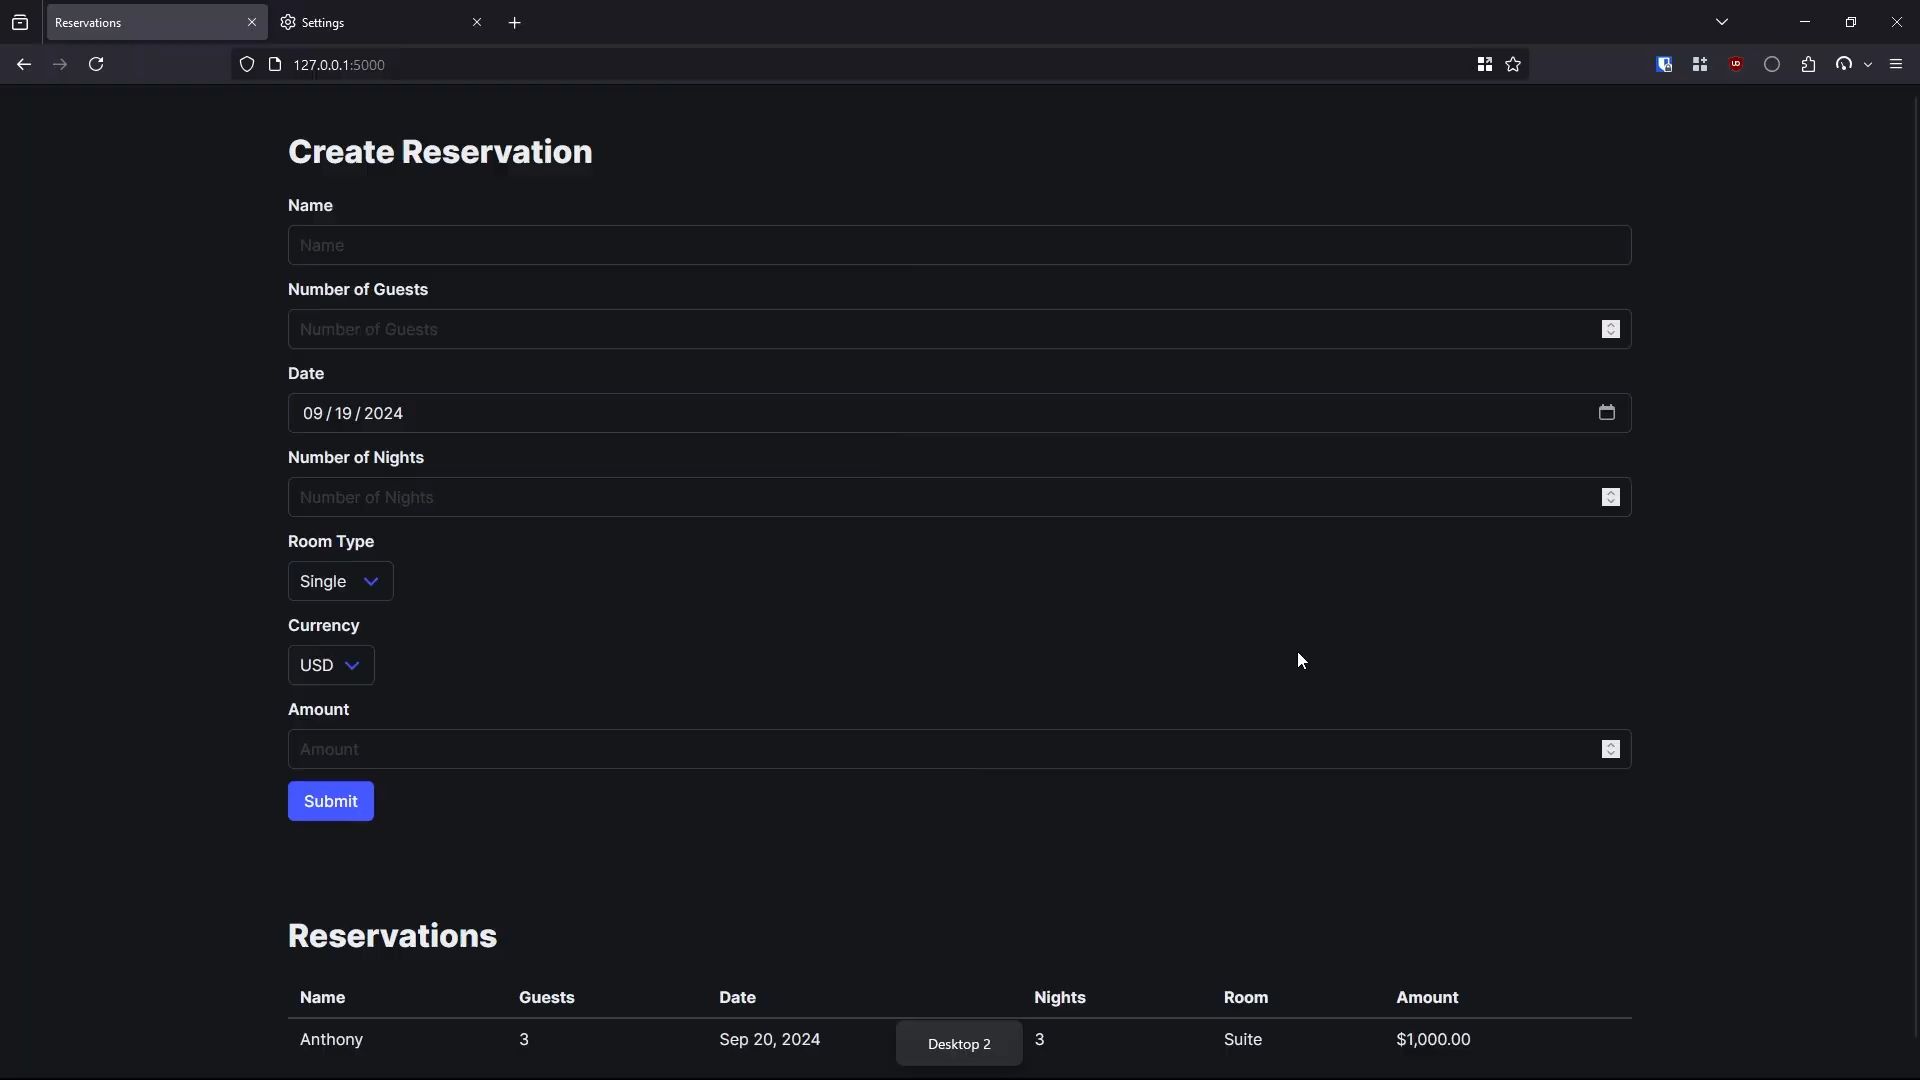 Reservations
Settings
127.0.0.1:5000
Create Reservation
Name
Name
Number of Guests
Number of Guests
Date
09/19/2024
Number of Nights
Number of Nights
Room Type
Single
Currency
USD
Amount
Amount
Submit
Reservations
Name Guests Date Nights Room Amount
Anthony 3 Sep 20, 2024 3 Suite $1,000.00
Desktop 2